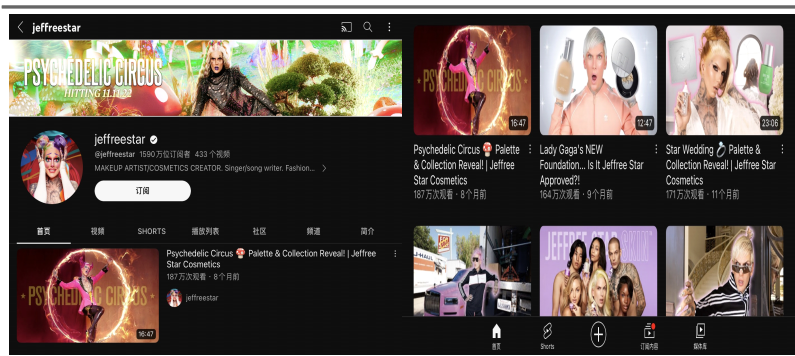 jeffreestar
PSYCHEDELIC CIRCUS
HITTING 11.11.22
jeffreestar
@jeffreestar 1590万位订阅者 433 个视频
MAKEUP ARTIST/COSMETICS CREATOR. Singer/song writer. Fashion...
订阅
首页 视频 SHORTS 播放列表 社区 频道 简介
PSYCHEDELIC CIRCUS
16:47
Psychedelic Circus 🍄 Palette & Collection Reveal! | Jeffree
Star Cosmetics
187万次观看 · 8个月前
jeffreestar
PSYCHEDELIC CIRCUS
16:47
12:47
23:06
Psychedelic Circus 🍄 Palette
& Collection Reveal! | Jeffree
Star Cosmetics
187万次观看 · 8个月前
Lady Gaga's NEW
Foundation... Is It Jeffree Star
Approved?!
164万次观看 · 9个月前
Star Wedding 💍 Palette &
Collection Reveal! | Jeffree Star
Cosmetics
171万次观看 · 11个月前
U-HAUL
JEFFREE STAR SKIN
首页
Shorts
订阅内容
媒体库